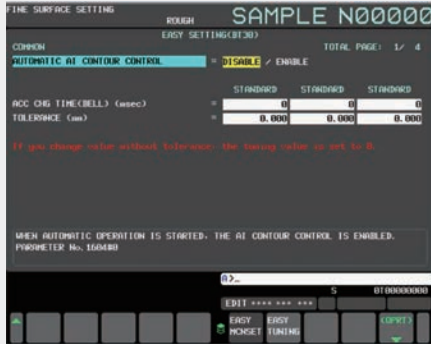 FINE SURFACE SETTING
ROUGH
SAMPLE N00000
EASY SETTING(BT30)
COMMON
TOTAL PAGE: 1/ 4
AUTOMATIC AI CONTOUR CONTROL = DISABLE / ENABLE
STANDARD STANDARD STANDARD
ACC CHG TIME(BELL) (msec) = 0 0 0
TOLERANCE (mm) = 0.000 0.000 0.000
If you change value without tolerance, the tuning value is set to 0.
WHEN AUTOMATIC OPERATION IS STARTED, THE AI CONTOUR CONTROL IS ENABLED.
PARAMETER No.1604#0
A>_
S 0T00000000
EDIT **** *** ***
EASY MCHSET
EASY TUNING
(OPRT)